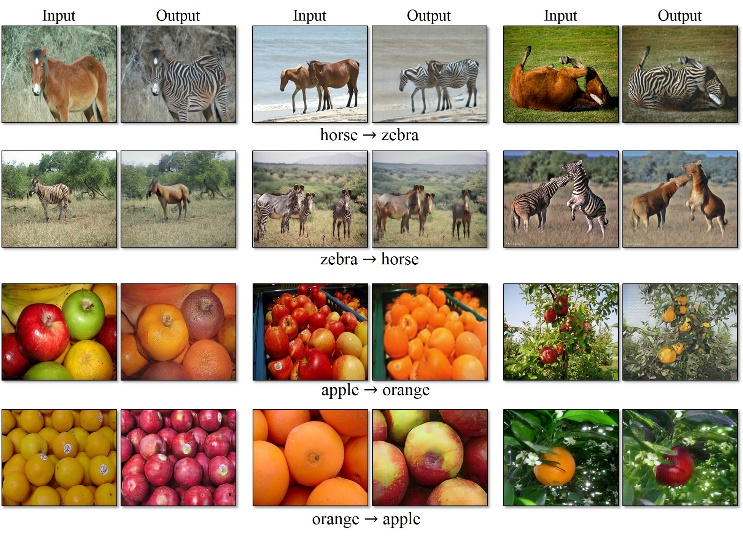 Input Output Input Output Input Output
horse → zebra
zebra → horse
apple → orange
orange → apple